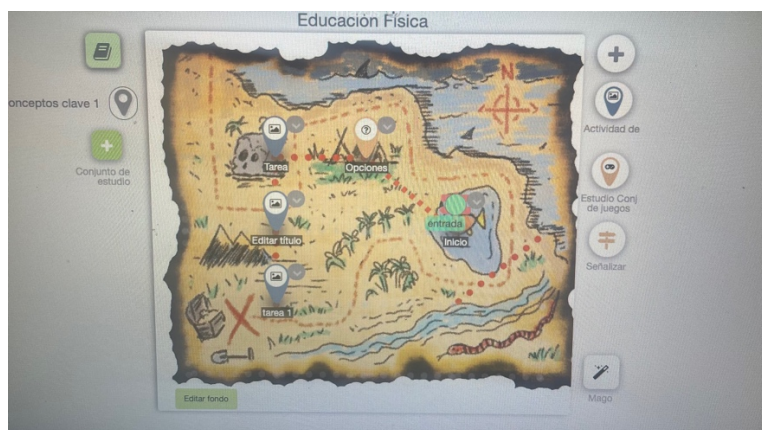 Educación Física
onceptos clave 1
Conjunto de
estudio
N
Tarea
Opciones
entrada
Inicio
Editar título
tarea 1
Editar fondo
Actividad de
Estudio Conj
de juegos
Señalizar
Mago